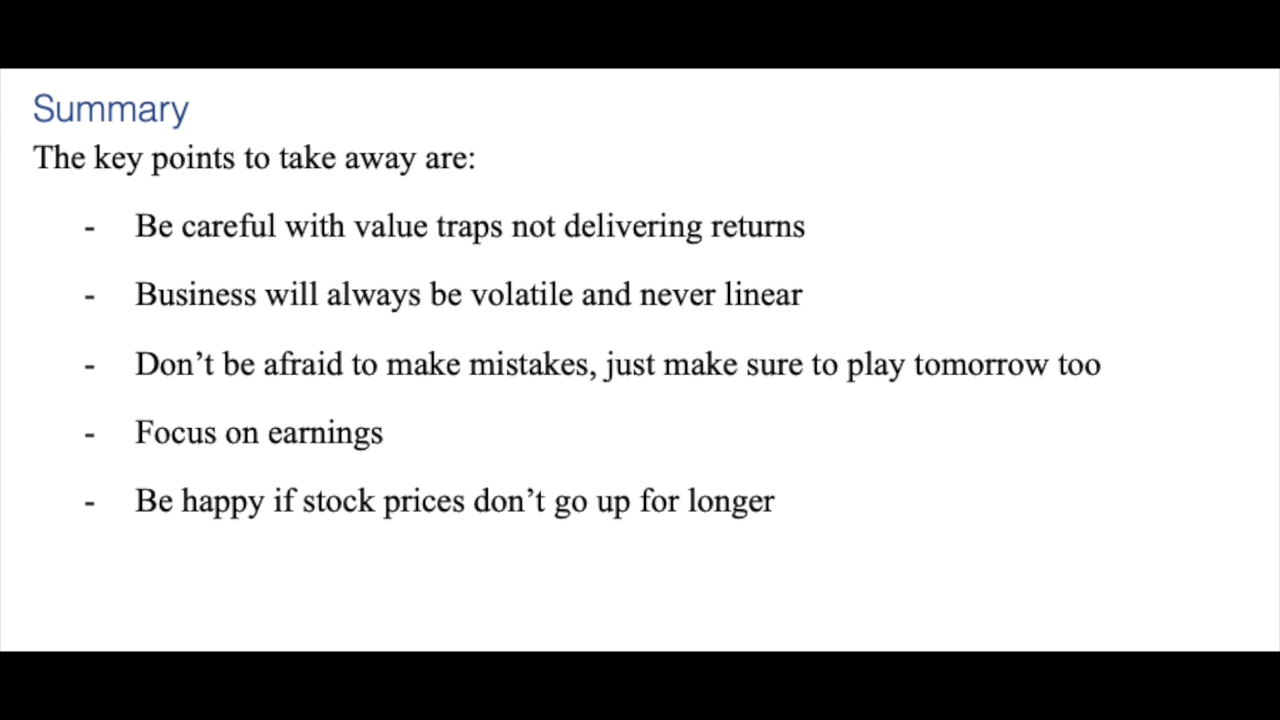 Summary
The key points to take away are:
- Be careful with value traps not delivering returns
- Business will always be volatile and never linear
- Don’t be afraid to make mistakes, just make sure to play tomorrow too
- Focus on earnings
- Be happy if stock prices don’t go up for longer